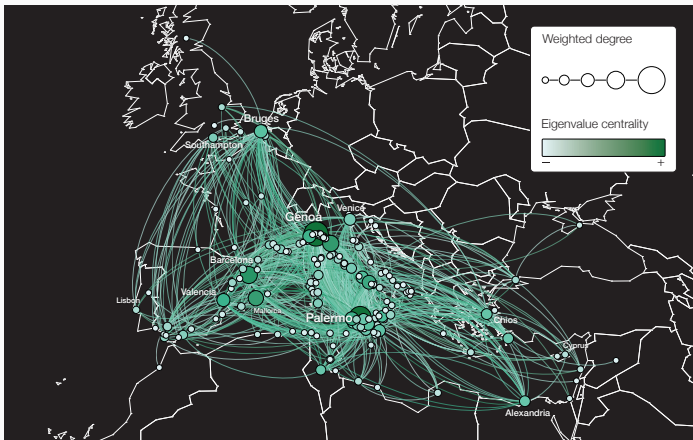 Weighted degree
Eigenvalue centrality
− +
Bruges
Southampton
Venice
Genoa
Barcelona
Valencia
Mallorca
Lisbon
Palermo
Chios
Cyprus
Alexandria